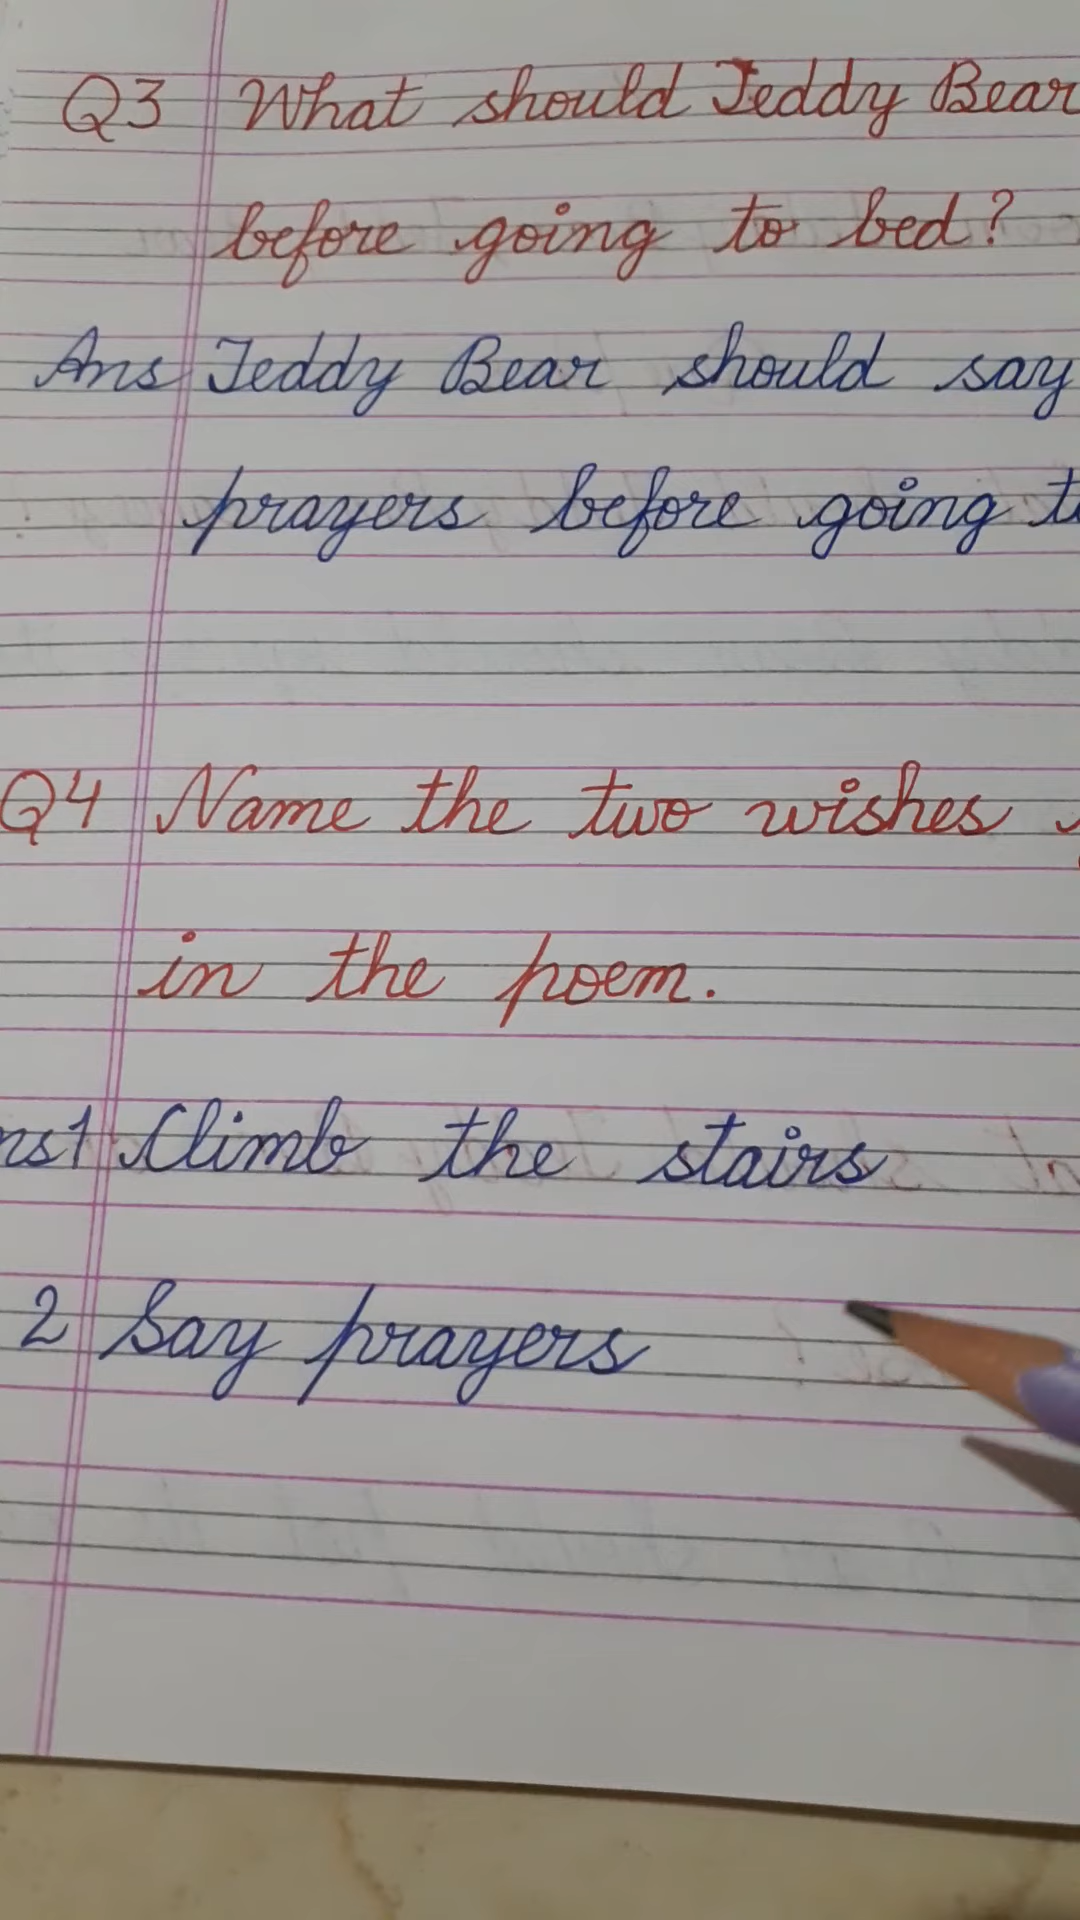 Q3 What should Teddy Bear
before going to bed?
Ans Teddy Bear should say
prayers before going
Q4 Name the two wishes
in the poem.
ns1 Climb the stairs
2 Say prayers